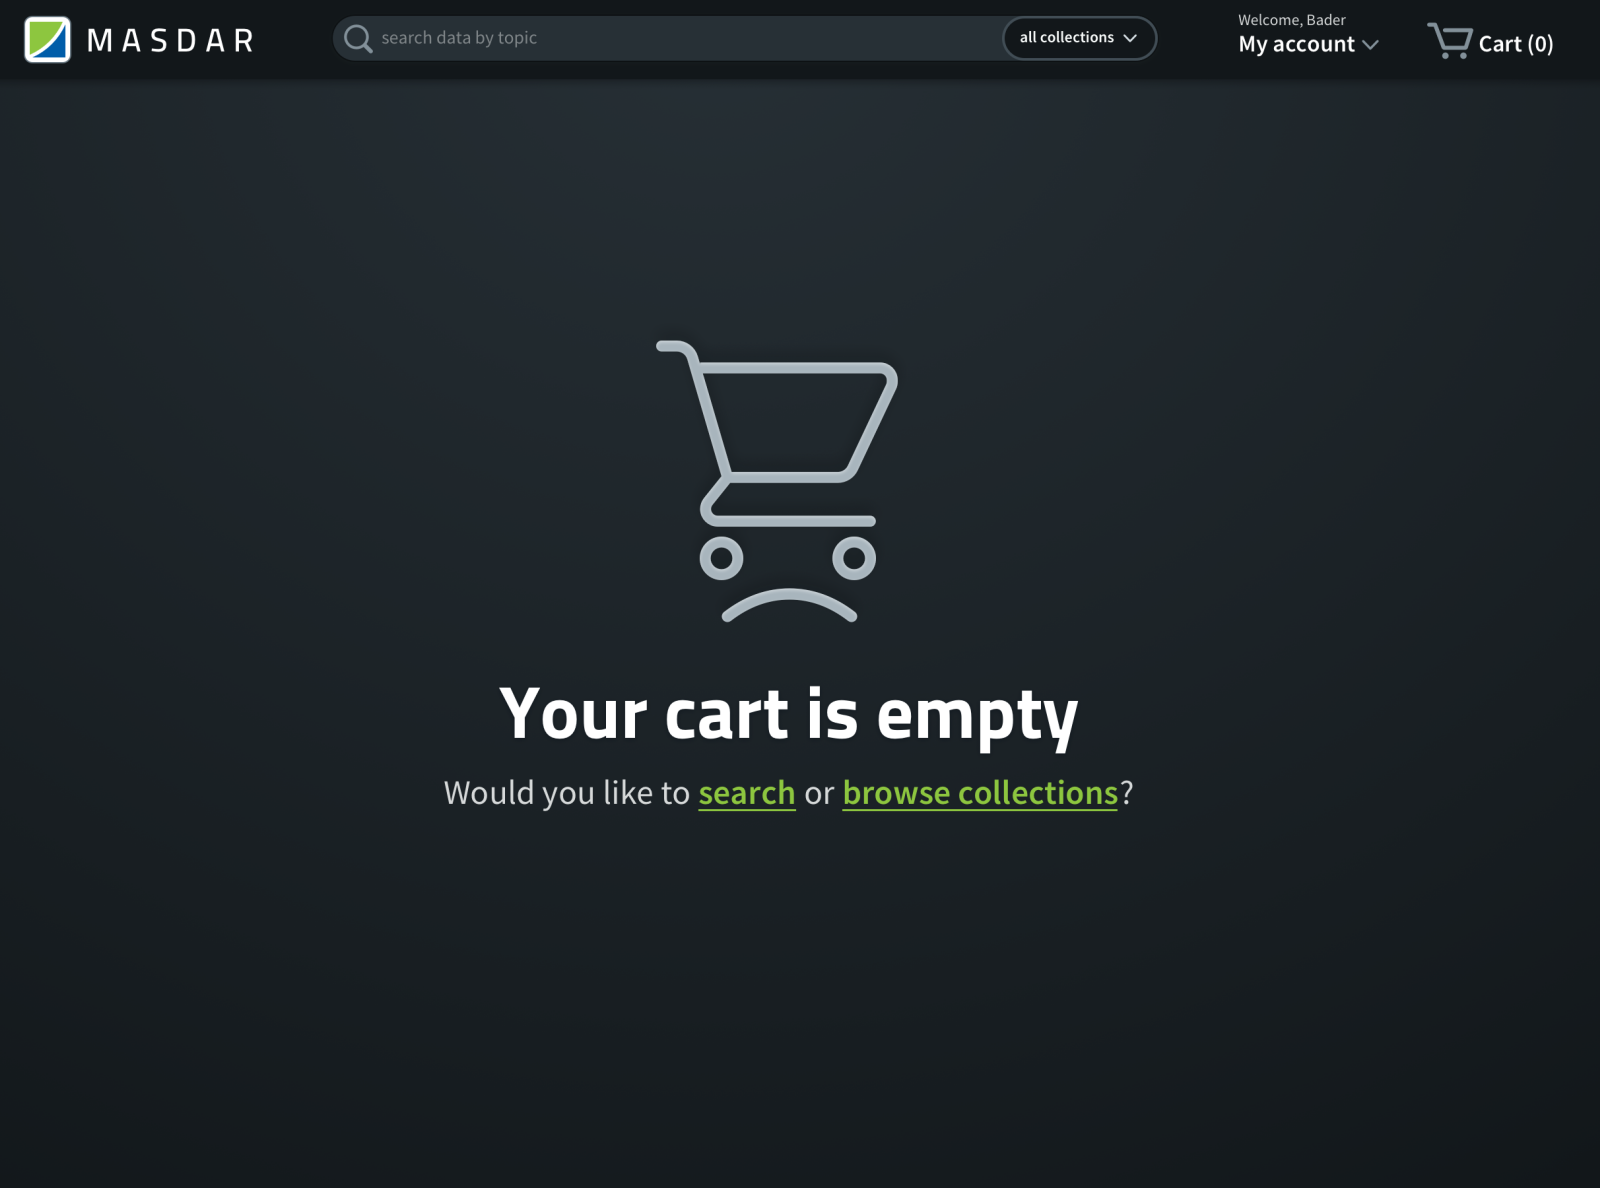 MASDAR
search data by topic
all collections
Welcome, Bader
My account
Cart (0)
Your cart is empty
Would you like to search or browse collections?